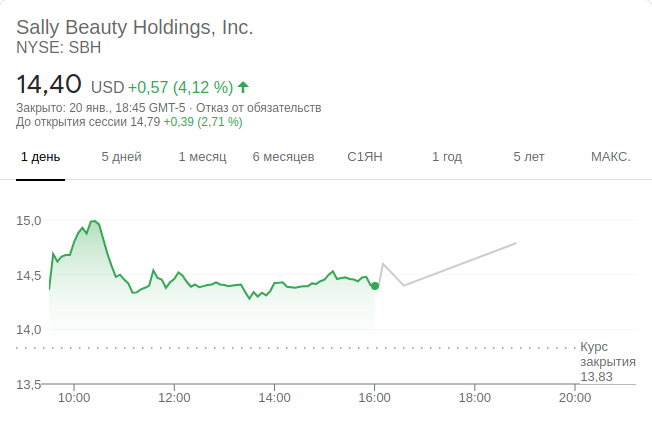 Sally Beauty Holdings, Inc.
NYSE: SBH
14,40 USD +0,57 (4,12 %)
Закрыто: 20 янв., 18:45 GMT-5 · Отказ от обязательств
До открытия сессии 14,79 +0,39 (2,71 %)
1 день 5 дней 1 месяц 6 месяцев С1ЯН 1 год 5 лет МАКС.
15,0
14,5
14,0
Курс
закрытия
13,83
13,5
10:00 12:00 14:00 16:00 18:00 20:00